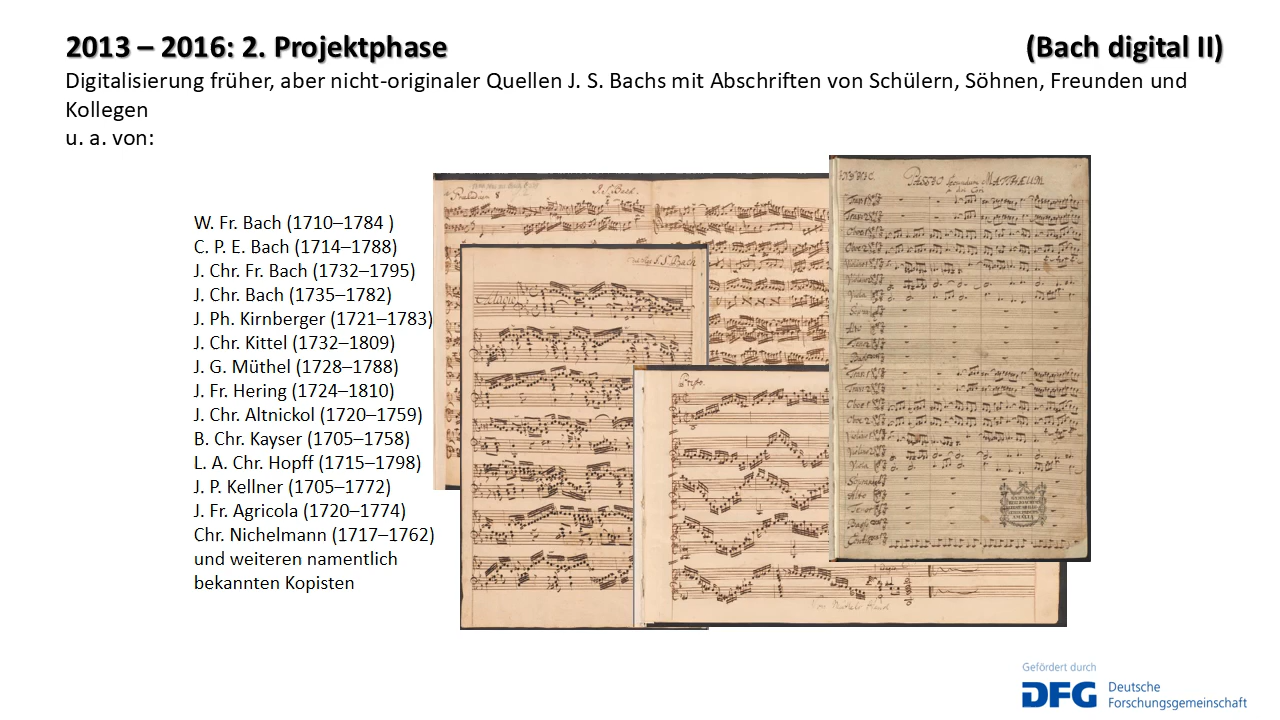 2013 – 2016: 2. Projektphase (Bach digital II)
Digitalisierung früher, aber nicht-originaler Quellen J. S. Bachs mit Abschriften von Schülern, Söhnen, Freunden und
Kollegen
u. a. von:
W. Fr. Bach (1710–1784 )
C. P. E. Bach (1714–1788)
J. Chr. Fr. Bach (1732–1795)
J. Chr. Bach (1735–1782)
J. Ph. Kirnberger (1721–1783)
J. Chr. Kittel (1732–1809)
J. G. Müthel (1728–1788)
J. Fr. Hering (1724–1810)
J. Chr. Altnickol (1720–1759)
B. Chr. Kayser (1705–1758)
L. A. Chr. Hopff (1715–1798)
J. P. Kellner (1705–1772)
J. Fr. Agricola (1720–1774)
Chr. Nichelmann (1717–1762)
und weiteren namentlich
bekannten Kopisten
J. S. Bach.
J. S. Bach
MATTHÆUM
Gefördert durch
DFG Deutsche
Forschungsgemeinschaft